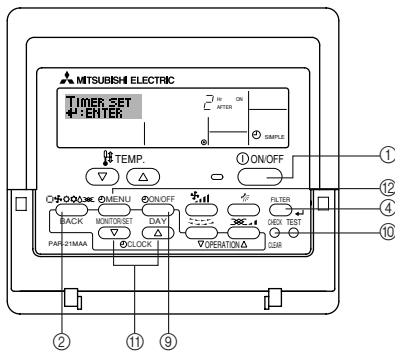 MITSUBISHI ELECTRIC
TIMER SET
:ENTER
2 Hr ON
AFTER
SIMPLE
TEMP.
ON/OFF
①
⑫
MENU
ON/OFF
FILTER
④
BACK
MONITOR/SET
DAY
CHECK TEST
PAR-21MAA
CLOCK
▽OPERATION△
CLEAR
⑩
②
⑪
⑨